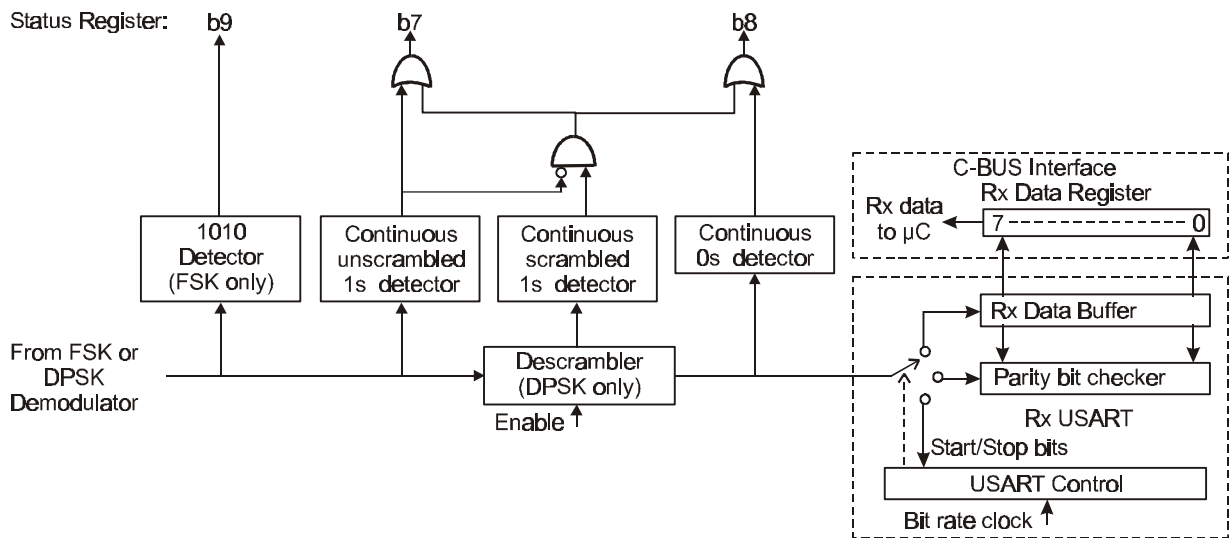 Status Register:
b9
b7
b8
1010
Detector
(FSK only)
Continuous
unscrambled
1s detector
Continuous
scrambled
1s detector
Continuous
0s detector
From FSK or
DPSK
Demodulator
Descrambler
(DPSK only)
Enable
C-BUS Interface
Rx Data Register
Rx data
to µC
7
0
Rx Data Buffer
Parity bit checker
Rx USART
Start/Stop bits
USART Control
Bit rate clock